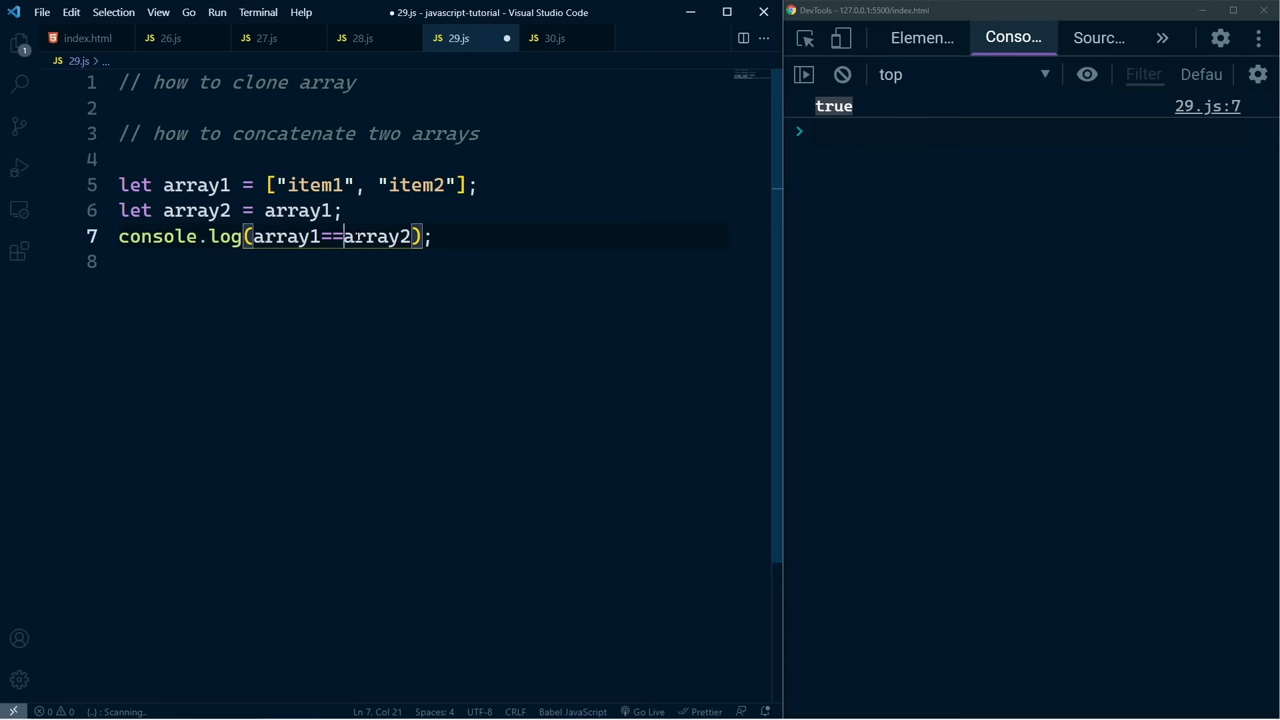 File Edit Selection View Go Run Terminal Help
● 29.js - javascript-tutorial - Visual Studio Code
index.html
JS 26.js
JS 27.js
JS 28.js
JS 29.js
JS 30.js
JS 29.js > ...
1 // how to clone array
2
3 // how to concatenate two arrays
4
5 let array1 = ["item1", "item2"];
6 let array2 = array1;
7 console.log(array1==array2);
8
1
0 0 {..} : Scanning..
Ln 7, Col 21 Spaces: 4 UTF-8 CRLF Babel JavaScript Go Live Prettier
DevTools - 127.0.0.1:5500/index.html
Elemen... Conso... Sourc... »
top Filter Defau
true 29.js:7
>